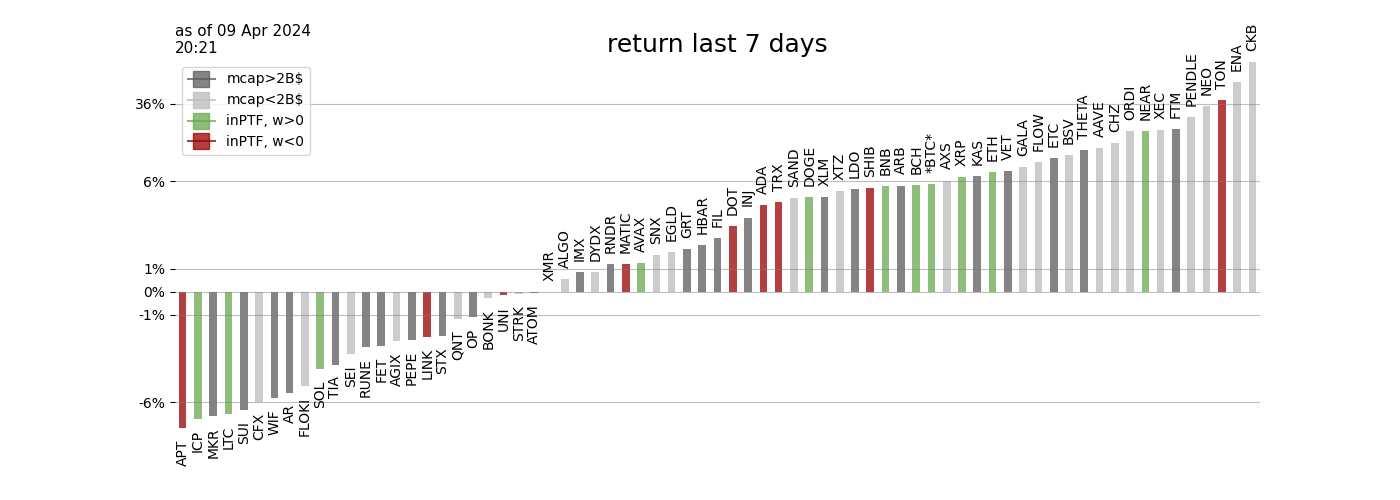 as of 09 Apr 2024
20:21
return last 7 days
mcap>2B$
mcap<2B$
inPTF, w>0
inPTF, w<0
36%
6%
1%
0%
-1%
-6%
APT
ICP
MKR
LTC
SUI
CFX
WIF
AR
FLOKI
SOL
TIA
SEI
RUNE
FET
AGIX
PEPE
LINK
STX
QNT
OP
BONK
UNI
STRK
ATOM
XMR
ALGO
IMX
DYDX
RNDR
MATIC
AVAX
SNX
EGLD
GRT
HBAR
FIL
DOT
INJ
ADA
TRX
SAND
DOGE
XLM
XTZ
LDO
SHIB
BNB
ARB
BCH
*BTC*
AXS
XRP
KAS
ETH
VET
GALA
FLOW
ETC
BSV
THETA
AAVE
CHZ
ORDI
NEAR
XEC
FTM
PENDLE
NEO
TON
ENA
CKB